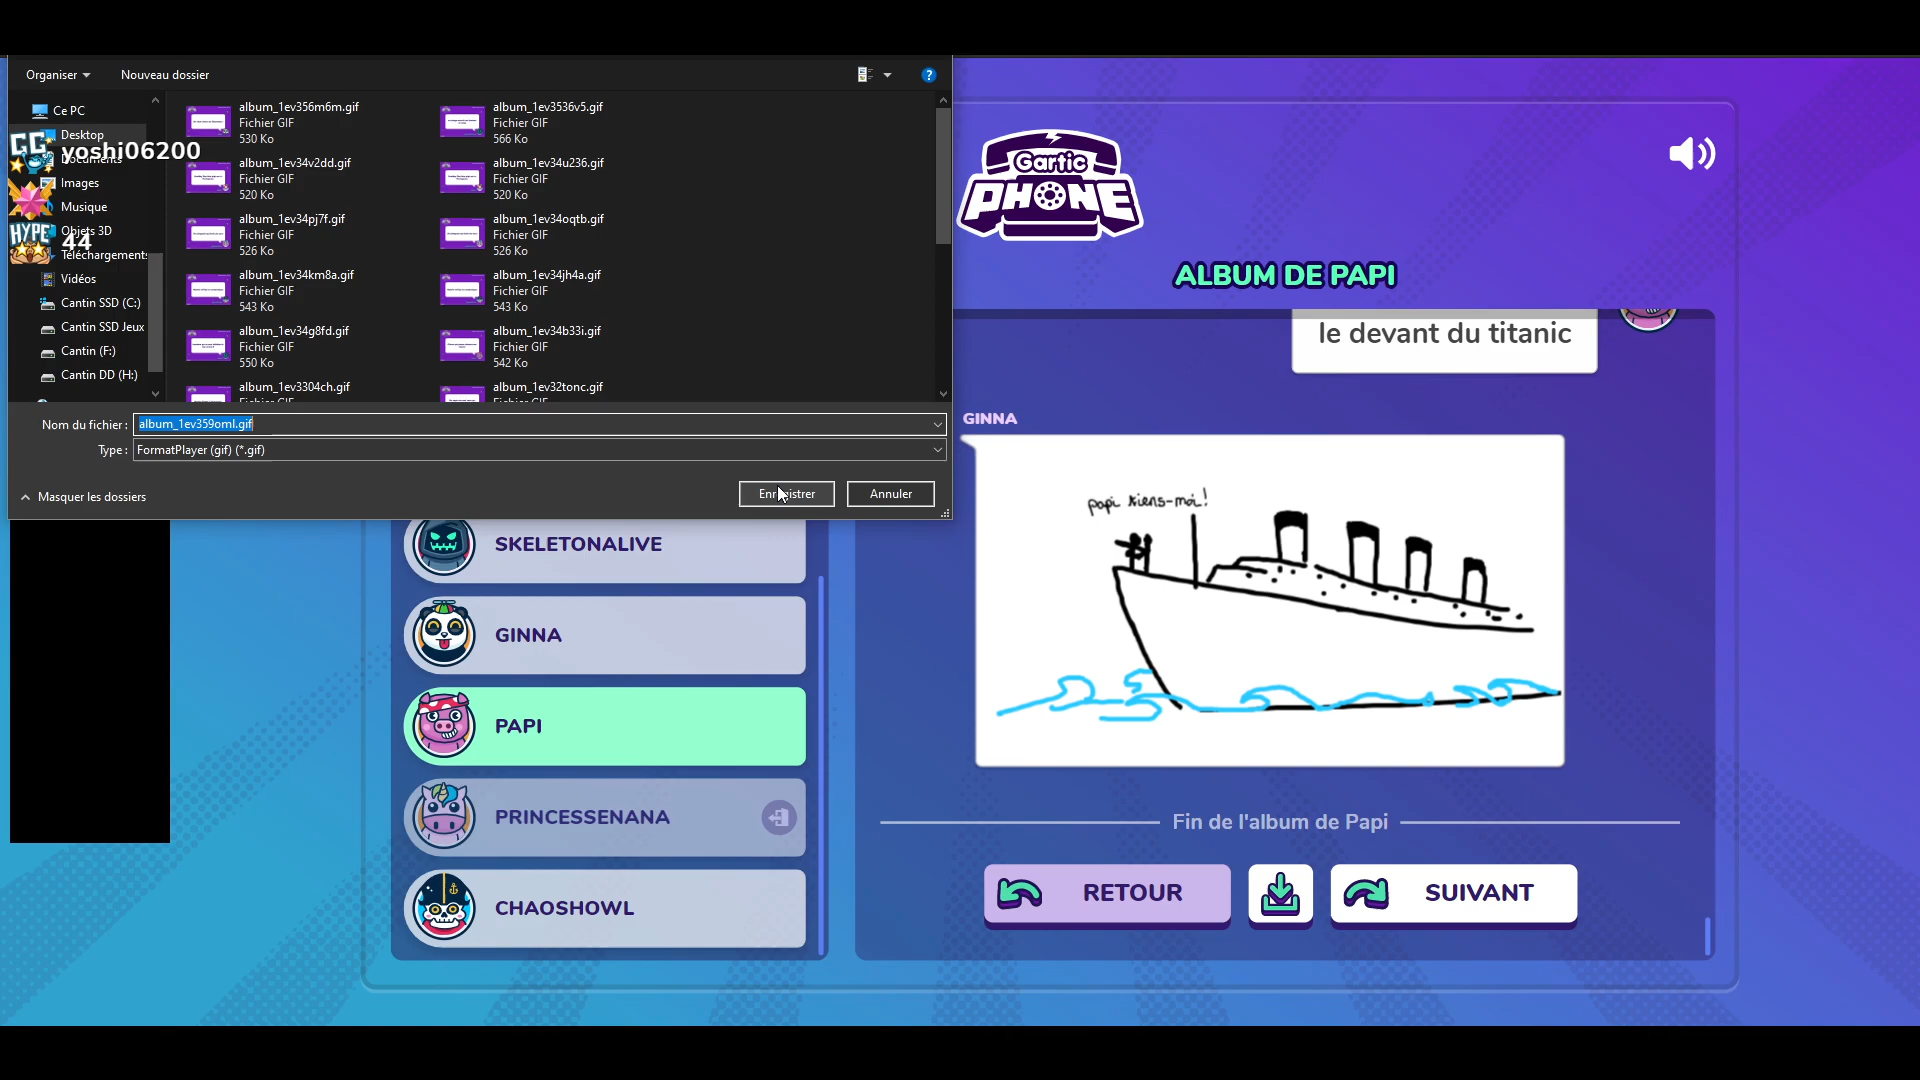 Organiser
Nouveau dossier
Ce PC
Desktop
Documents
Images
Musique
Objets 3D
Téléchargements
Vidéos
Cantin SSD (C:)
Cantin SSD Jeux
Cantin (F:)
Cantin DD (H:)
GG
yoshi06200
HYPE
44
album_1ev356m6m.gif
Fichier GIF
530 Ko
album_1ev3536v5.gif
Fichier GIF
566 Ko
album_1ev34v2dd.gif
Fichier GIF
520 Ko
album_1ev34u236.gif
Fichier GIF
520 Ko
album_1ev34pj7f.gif
Fichier GIF
526 Ko
album_1ev34oqtb.gif
Fichier GIF
526 Ko
album_1ev34km8a.gif
Fichier GIF
543 Ko
album_1ev34jh4a.gif
Fichier GIF
543 Ko
album_1ev34g8fd.gif
Fichier GIF
550 Ko
album_1ev34b33i.gif
Fichier GIF
542 Ko
album_1ev3304ch.gif
Fichier GIF
album_1ev32tonc.gif
Fichier GIF
Nom du fichier :
album_1ev359oml.gif
Type :
FormatPlayer (gif) (*.gif)
Masquer les dossiers
Enregistrer
Annuler
Gartic
PHONE
ALBUM DE PAPI
le devant du titanic
GINNA
papi tiens-moi !
Fin de l'album de Papi
RETOUR
SUIVANT
SKELETONALIVE
GINNA
PAPI
PRINCESSENANA
CHAOSHOWL